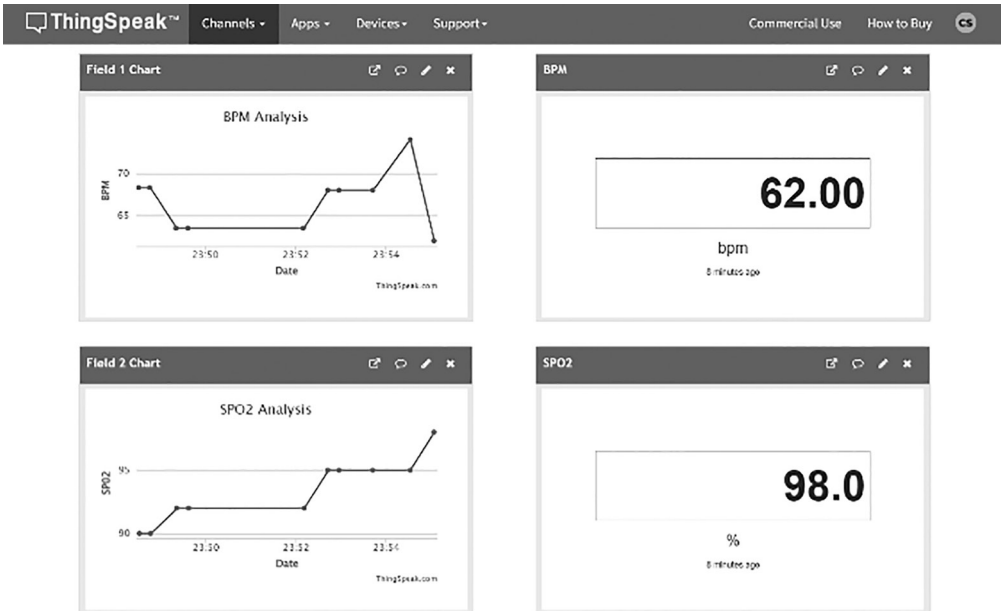 ThingSpeak™ Channels Apps Devices Support Commercial Use How to Buy CS
Field 1 Chart
BPM Analysis
BPM
70
65
23:50 23:52 23:54
Date
ThingSpeak.com
BPM
62.00
bpm
8 minutes ago
Field 2 Chart
SPO2 Analysis
SPO2
95
90
23:50 23:52 23:54
Date
ThingSpeak.com
SPO2
98.0
%
8 minutes ago